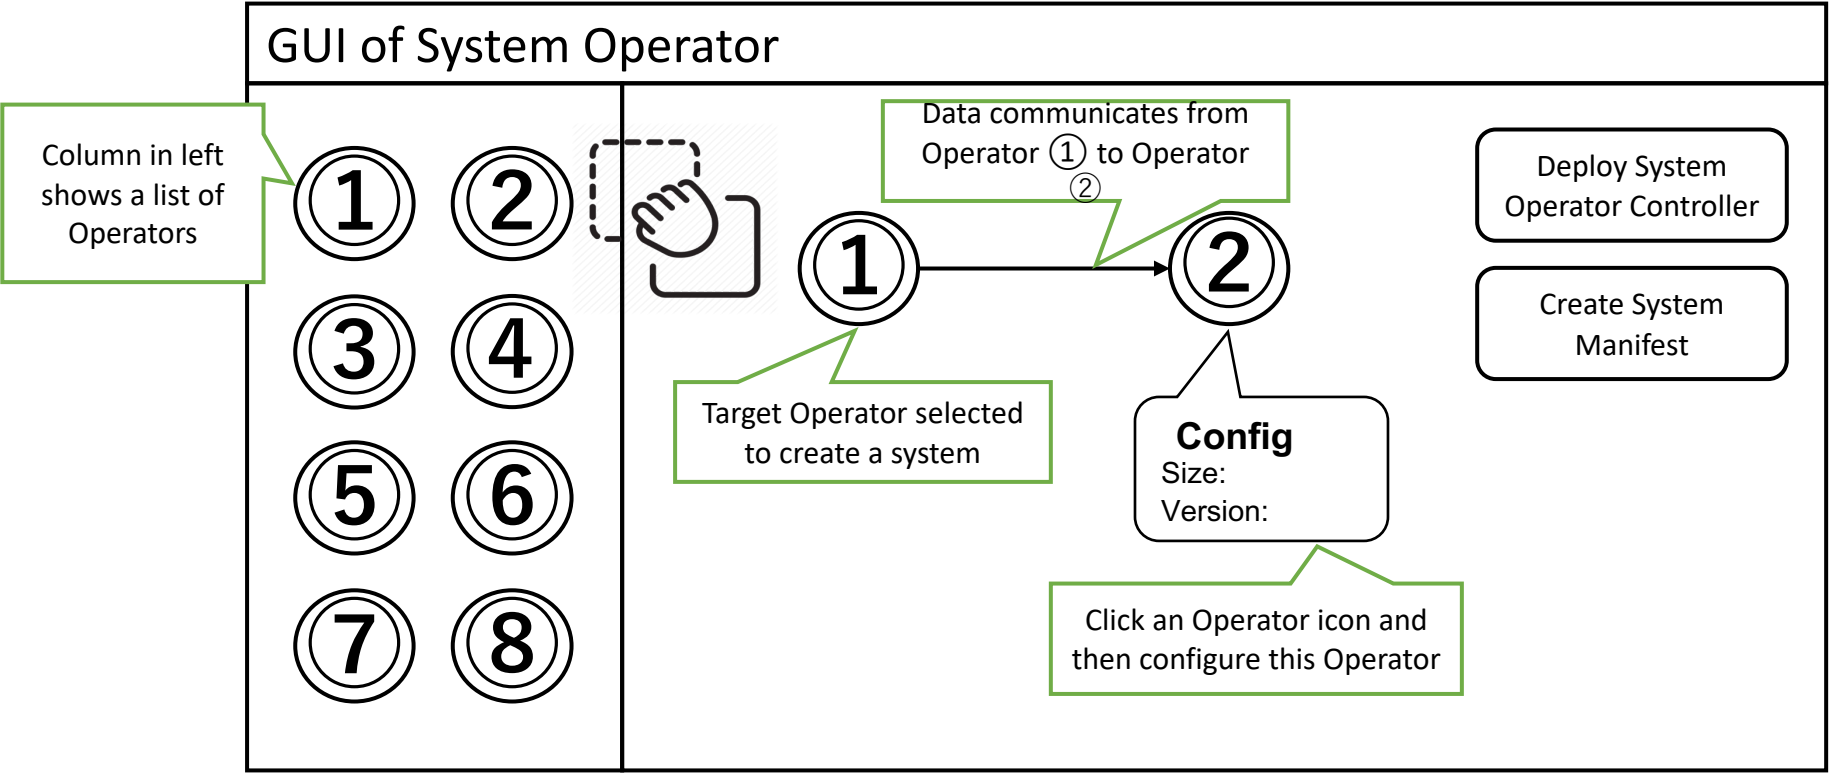 GUI of System Operator
Column in left
shows a list of
Operators
1 2
3 4
5 6
7 8
Data communicates from
Operator ① to Operator
②
1 2
Target Operator selected
to create a system
Config
Size:
Version:
Click an Operator icon and
then configure this Operator
Deploy System
Operator Controller
Create System
Manifest